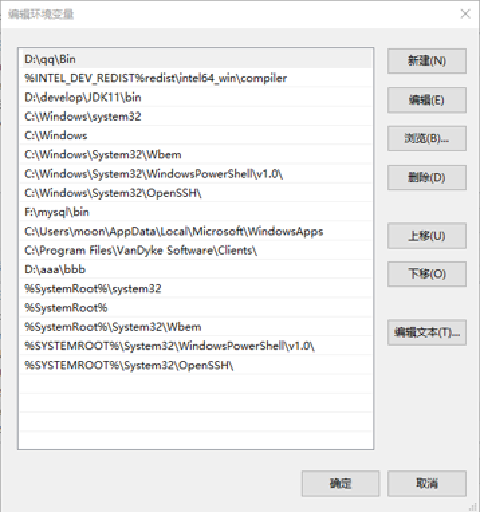 编辑环境变量
D:\qq\Bin
%INTEL_DEV_REDIST%redist\intel64_win\compiler
D:\develop\JDK11\bin
C:\Windows\system32
C:\Windows
C:\Windows\System32\Wbem
C:\Windows\System32\WindowsPowerShell\v1.0\
C:\Windows\System32\OpenSSH\
F:\mysql\bin
C:\Users\moon\AppData\Local\Microsoft\WindowsApps
C:\Program Files\VanDyke Software\Clients\
D:\aaa\bbb
%SystemRoot%\system32
%SystemRoot%
%SystemRoot%\System32\Wbem
%SYSTEMROOT%\System32\WindowsPowerShell\v1.0\
%SYSTEMROOT%\System32\OpenSSH\
新建(N)
编辑(E)
浏览(B)...
删除(D)
上移(U)
下移(O)
编辑文本(T)...
确定
取消